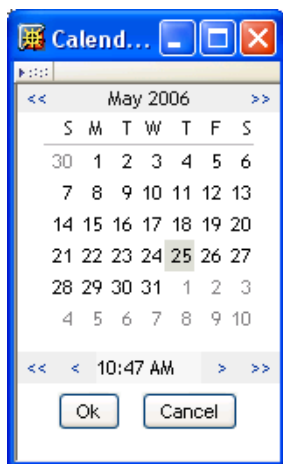 Calend...
<< May 2006 >>
S M T W T F S
30 1 2 3 4 5 6
7 8 9 10 11 12 13
14 15 16 17 18 19 20
21 22 23 24 25 26 27
28 29 30 31 1 2 3
4 5 6 7 8 9 10
<< < 10:47 AM > >>
Ok Cancel